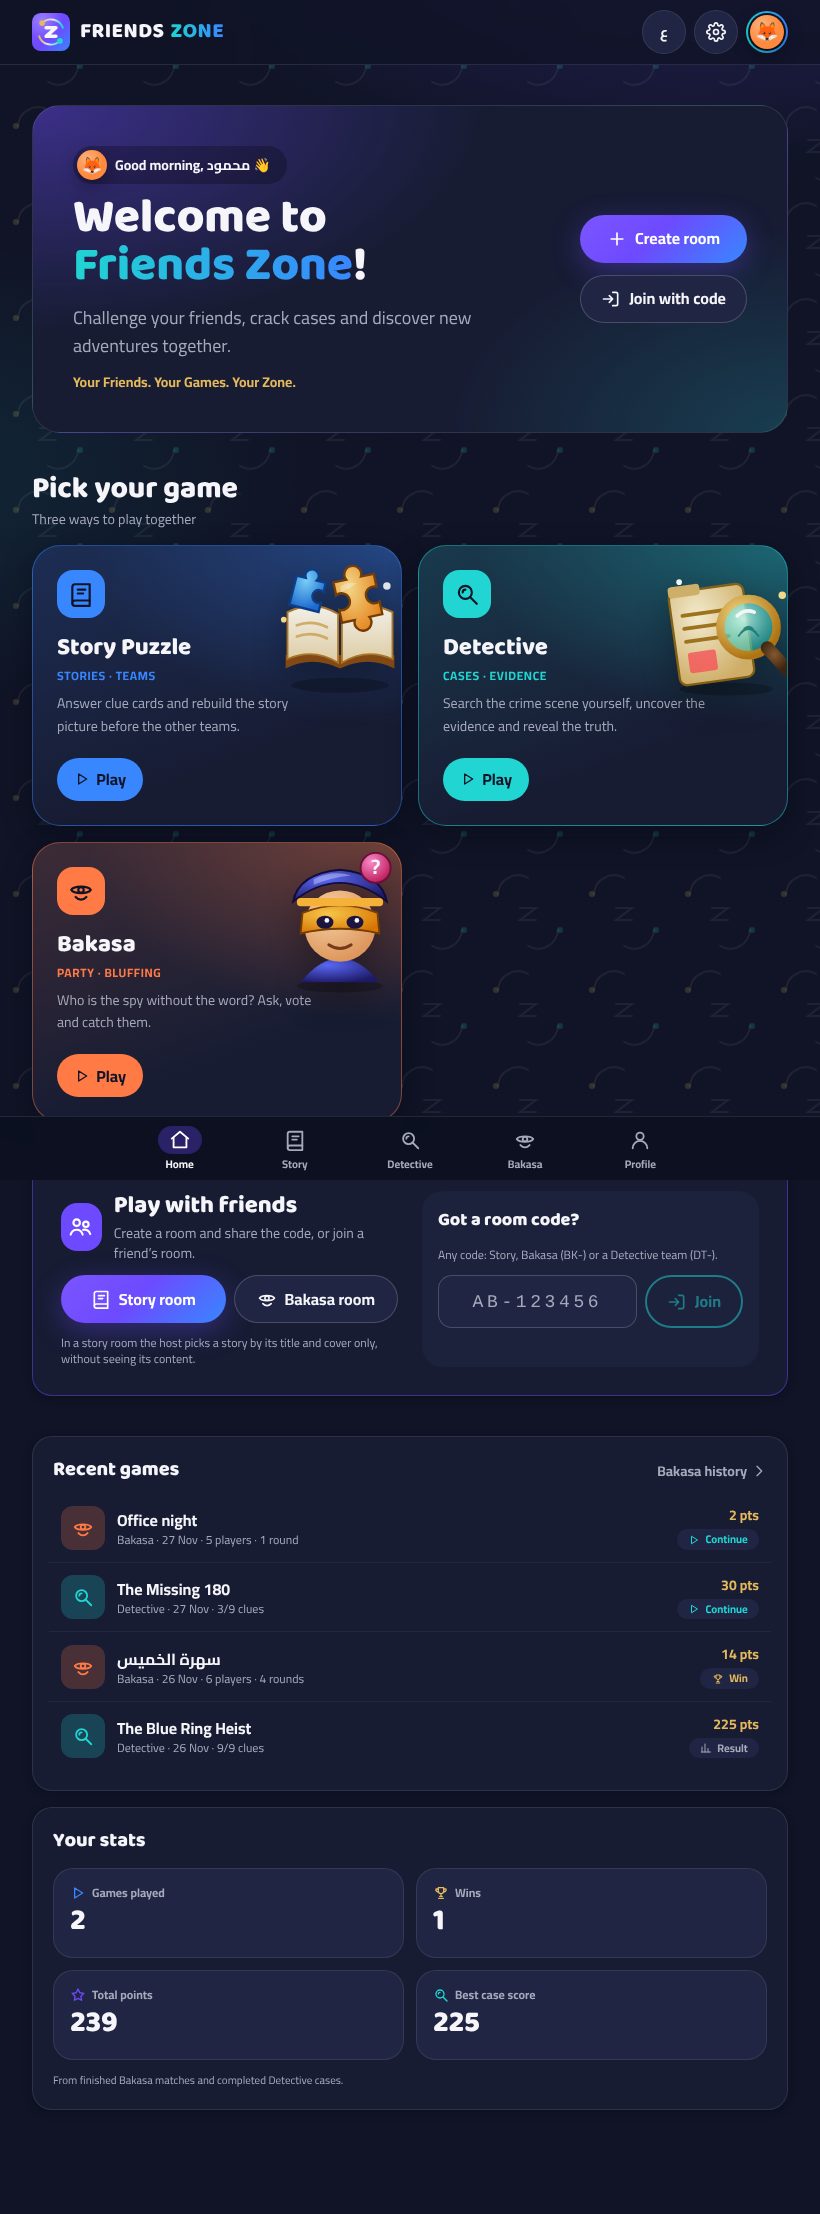 FRIENDS ZONE
ع
Good morning, محمود 👋
Welcome to
Friends Zone!
Challenge your friends, crack cases and discover new
adventures together.
Your Friends. Your Games. Your Zone.
Create room
Join with code
Pick your game
Three ways to play together
Story Puzzle
STORIES · TEAMS
Answer clue cards and rebuild the story
picture before the other teams.
Play
Detective
CASES · EVIDENCE
Search the crime scene yourself, uncover the
evidence and reveal the truth.
Play
?
Bakasa
PARTY · BLUFFING
Who is the spy without the word? Ask, vote
and catch them.
Play
Home
Story
Detective
Bakasa
Profile
Play with friends
Create a room and share the code, or join a
friend's room.
Story room
Bakasa room
In a story room the host picks a story by its title and cover only,
without seeing its content.
Got a room code?
Any code: Story, Bakasa (BK-) or a Detective team (DT-).
AB-123456
Join
Recent games
Bakasa history
Office night
Bakasa · 27 Nov · 5 players · 1 round
2 pts
Continue
The Missing 180
Detective · 27 Nov · 3/9 clues
30 pts
Continue
سهرة الخميس
Bakasa · 26 Nov · 6 players · 4 rounds
14 pts
Win
The Blue Ring Heist
Detective · 26 Nov · 9/9 clues
225 pts
Result
Your stats
Games played
2
Wins
1
Total points
239
Best case score
225
From finished Bakasa matches and completed Detective cases.